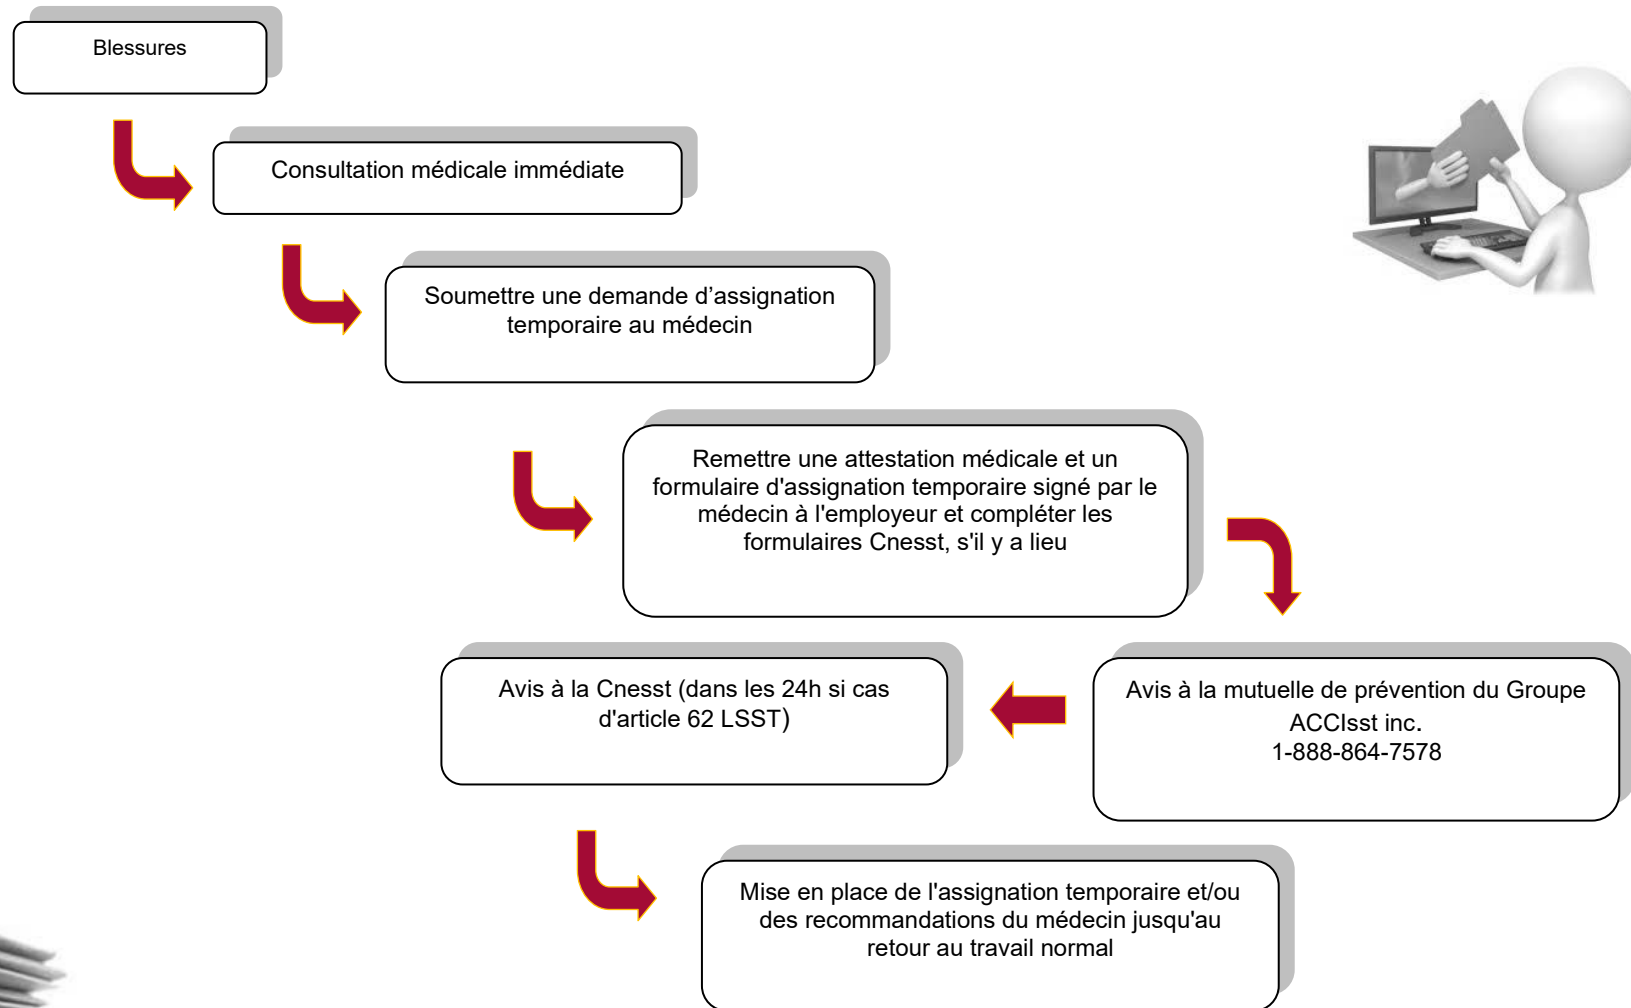 Blessures
Consultation médicale immédiate
Soumettre une demande d’assignation
temporaire au médecin
Remettre une attestation médicale et un
formulaire d'assignation temporaire signé par le
médecin à l'employeur et compléter les
formulaires Cnesst, s'il y a lieu
Avis à la mutuelle de prévention du Groupe
ACCIsst inc.
1-888-864-7578
Avis à la Cnesst (dans les 24h si cas
d'article 62 LSST)
Mise en place de l'assignation temporaire et/ou
des recommandations du médecin jusqu'au
retour au travail normal